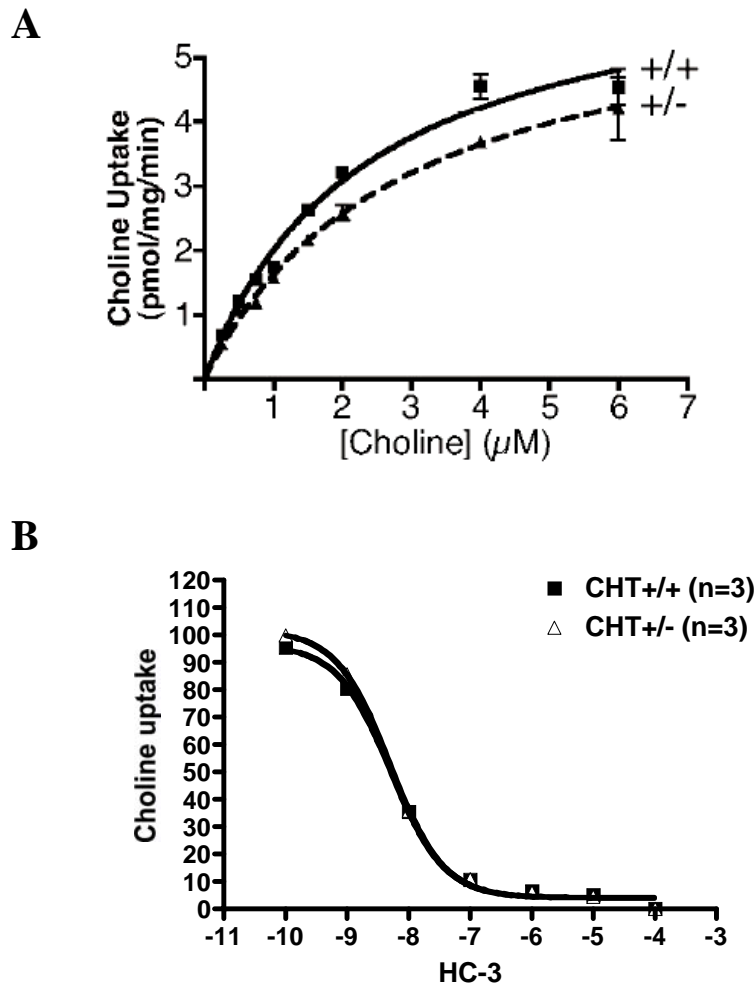 A
Choline Uptake
(pmol/mg/min)
5
4
3
2
1
+/+
+/-
1 2 3 4 5 6 7
[Choline] (µM)
B
Choline uptake
120
110
100
90
80
70
60
50
40
30
20
10
0
CHT+/+ (n=3)
CHT+/- (n=3)
-11 -10 -9 -8 -7 -6 -5 -4 -3
HC-3